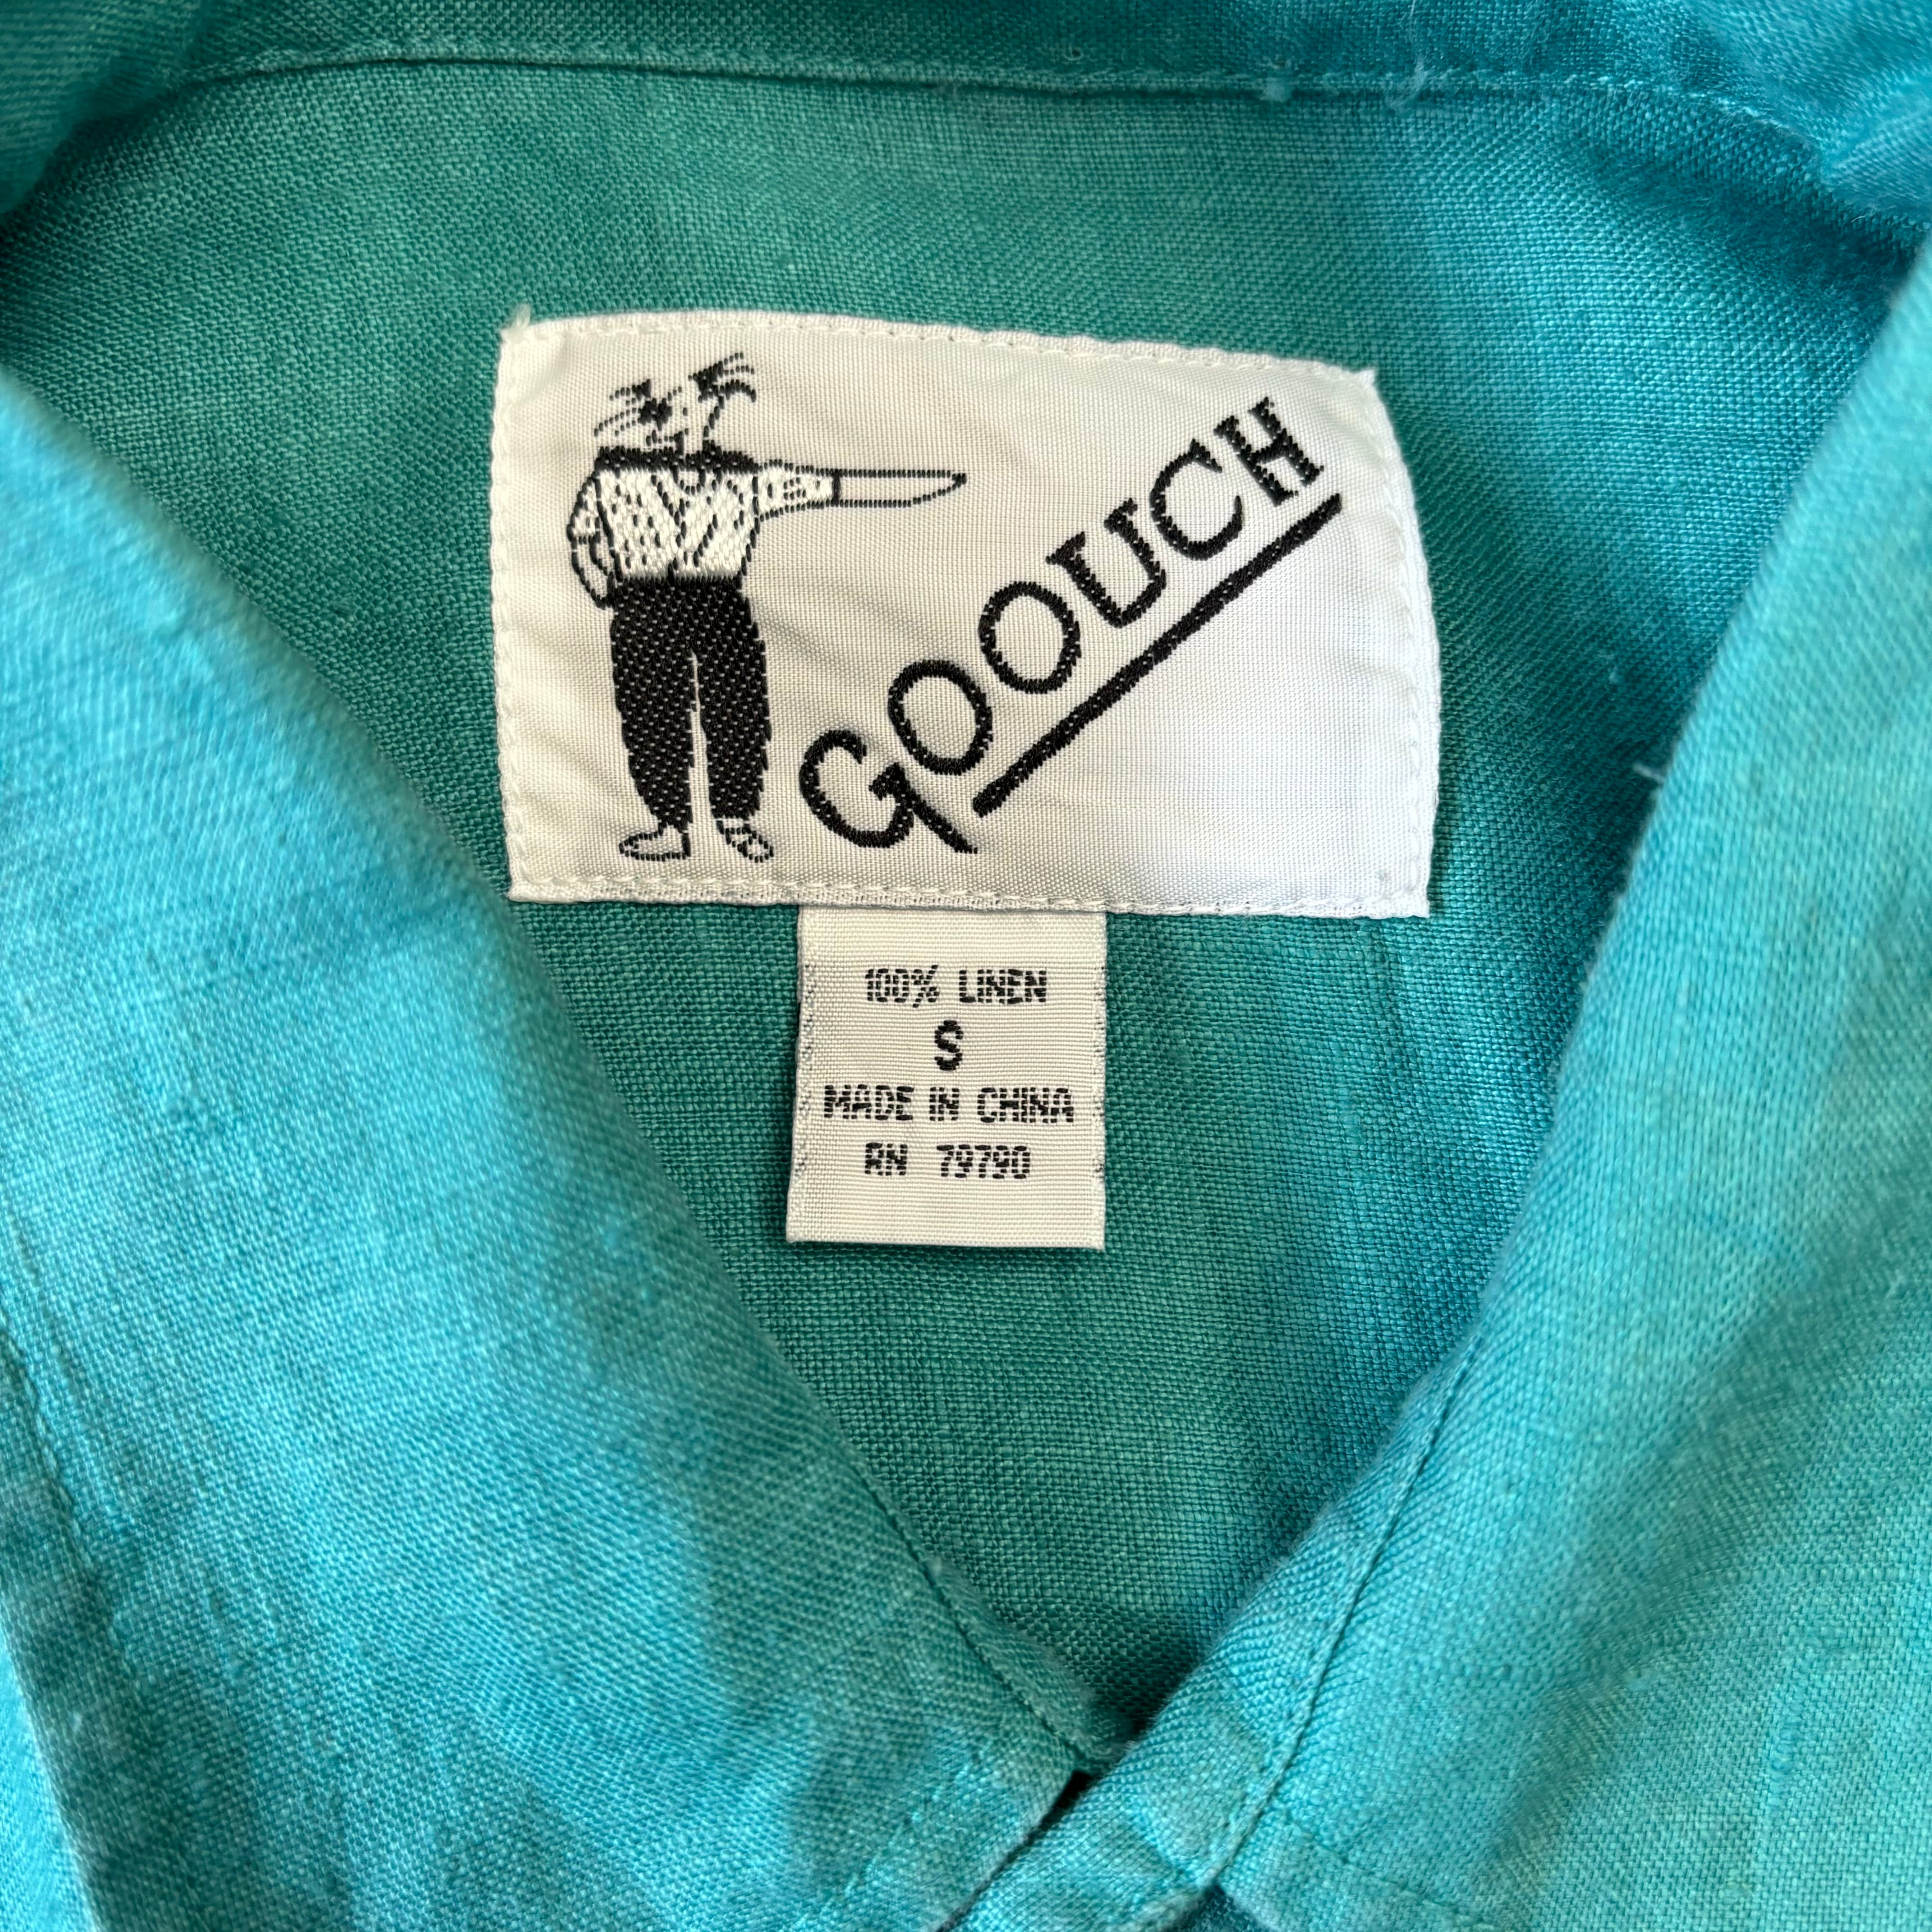 GOOUCH
100% LINEN
S
MADE IN CHINA
RN 79790